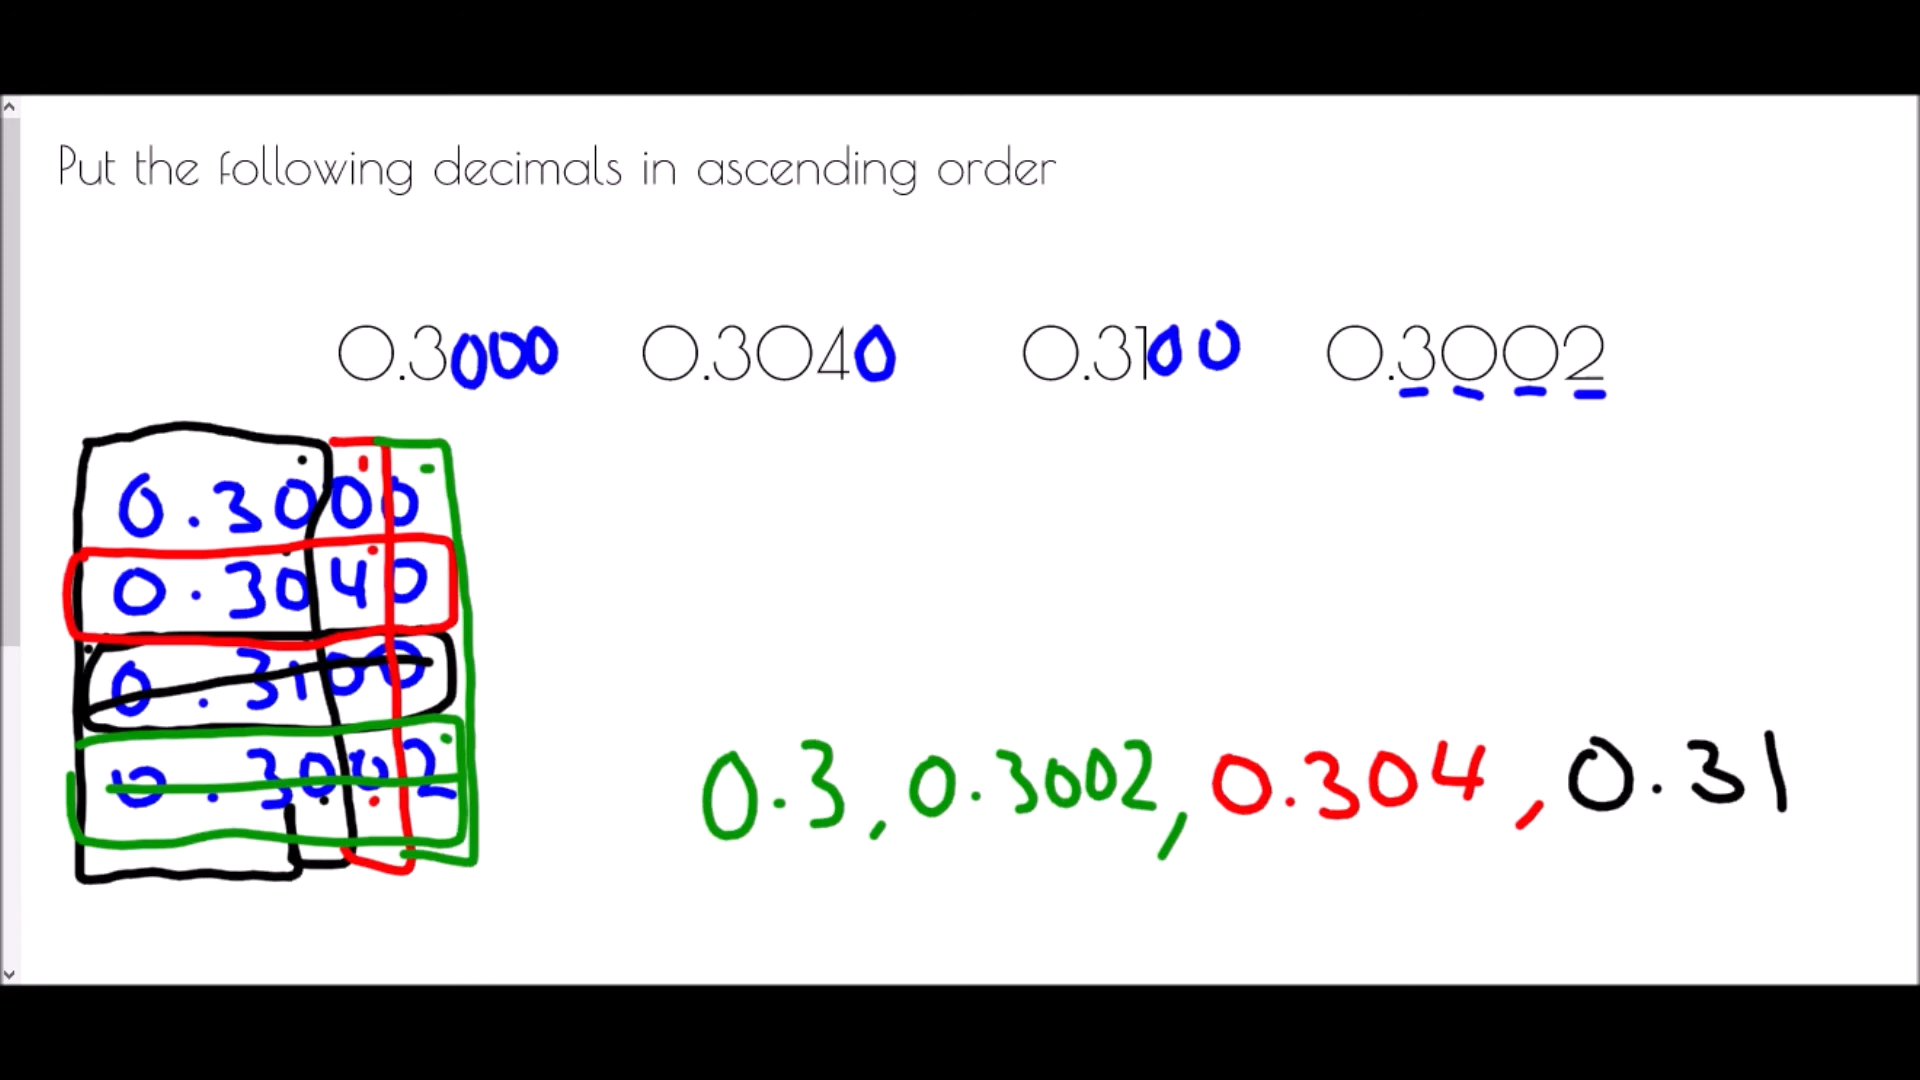 Put the following decimals in ascending order
0.3000 0.3040 0.3100 0.3002
0.3000
0.3040
0.3100
0.3002
0.3, 0.3002, 0.304, 0.31